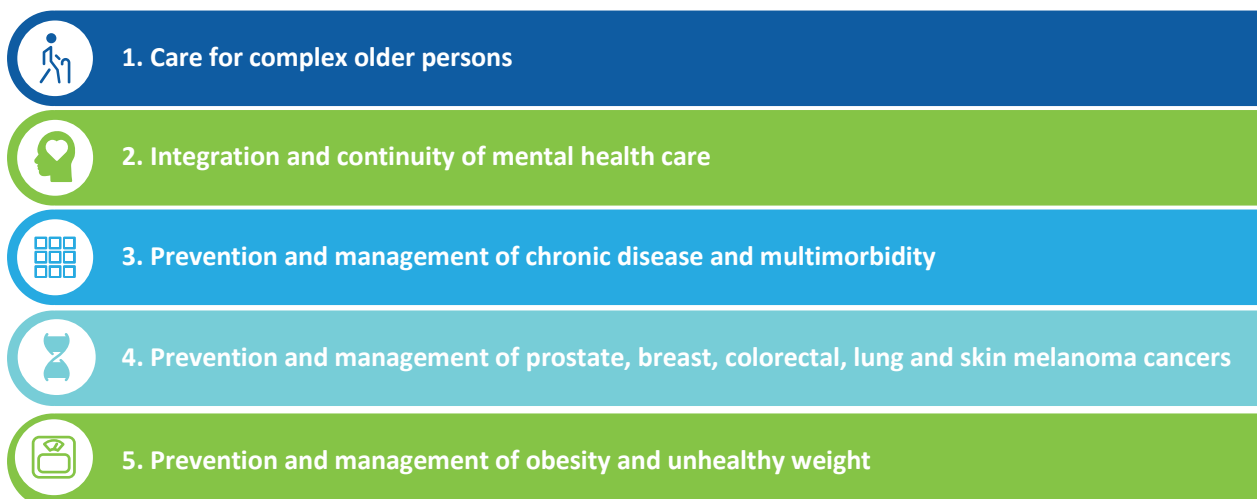 1. Care for complex older persons
2. Integration and continuity of mental health care
3. Prevention and management of chronic disease and multimorbidity
4. Prevention and management of prostate, breast, colorectal, lung and skin melanoma cancers
5. Prevention and management of obesity and unhealthy weight